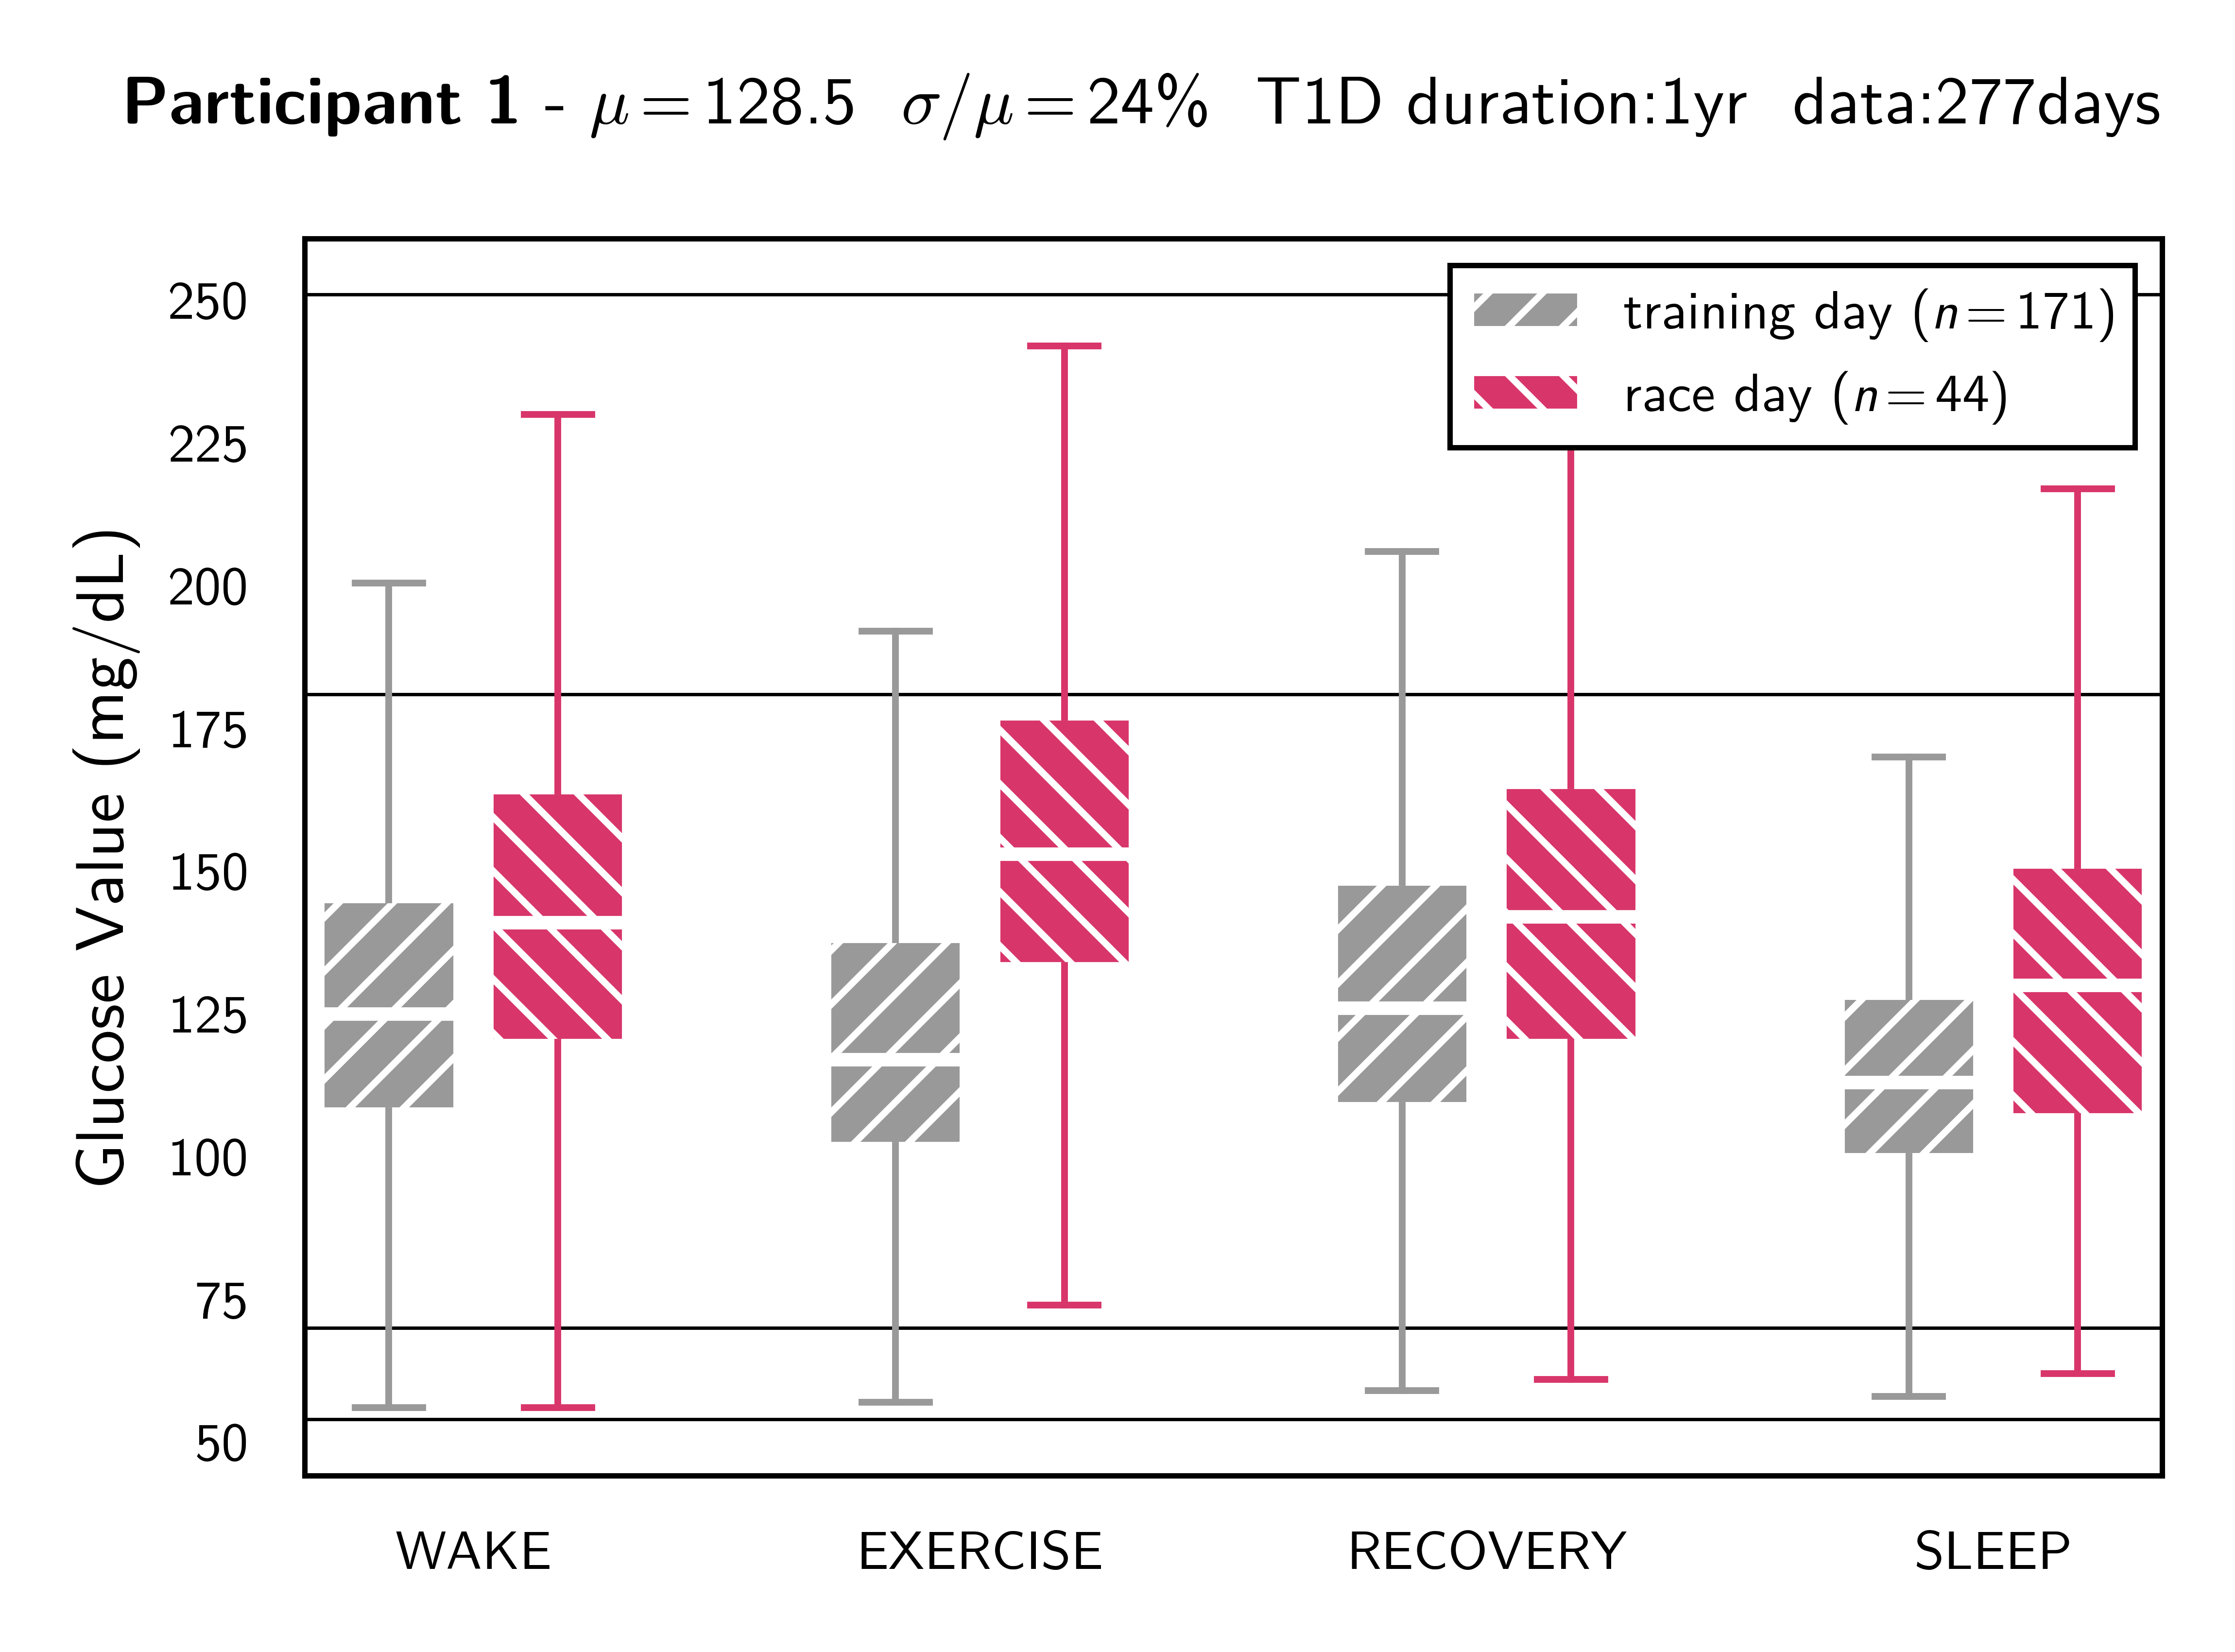 Participant 1 - μ=128.5 σ/μ=24% T1D duration:1yr data:277days
training day (n=171)
race day (n=44)
Glucose Value (mg/dL)
250
225
200
175
150
125
100
75
50
WAKE EXERCISE RECOVERY SLEEP